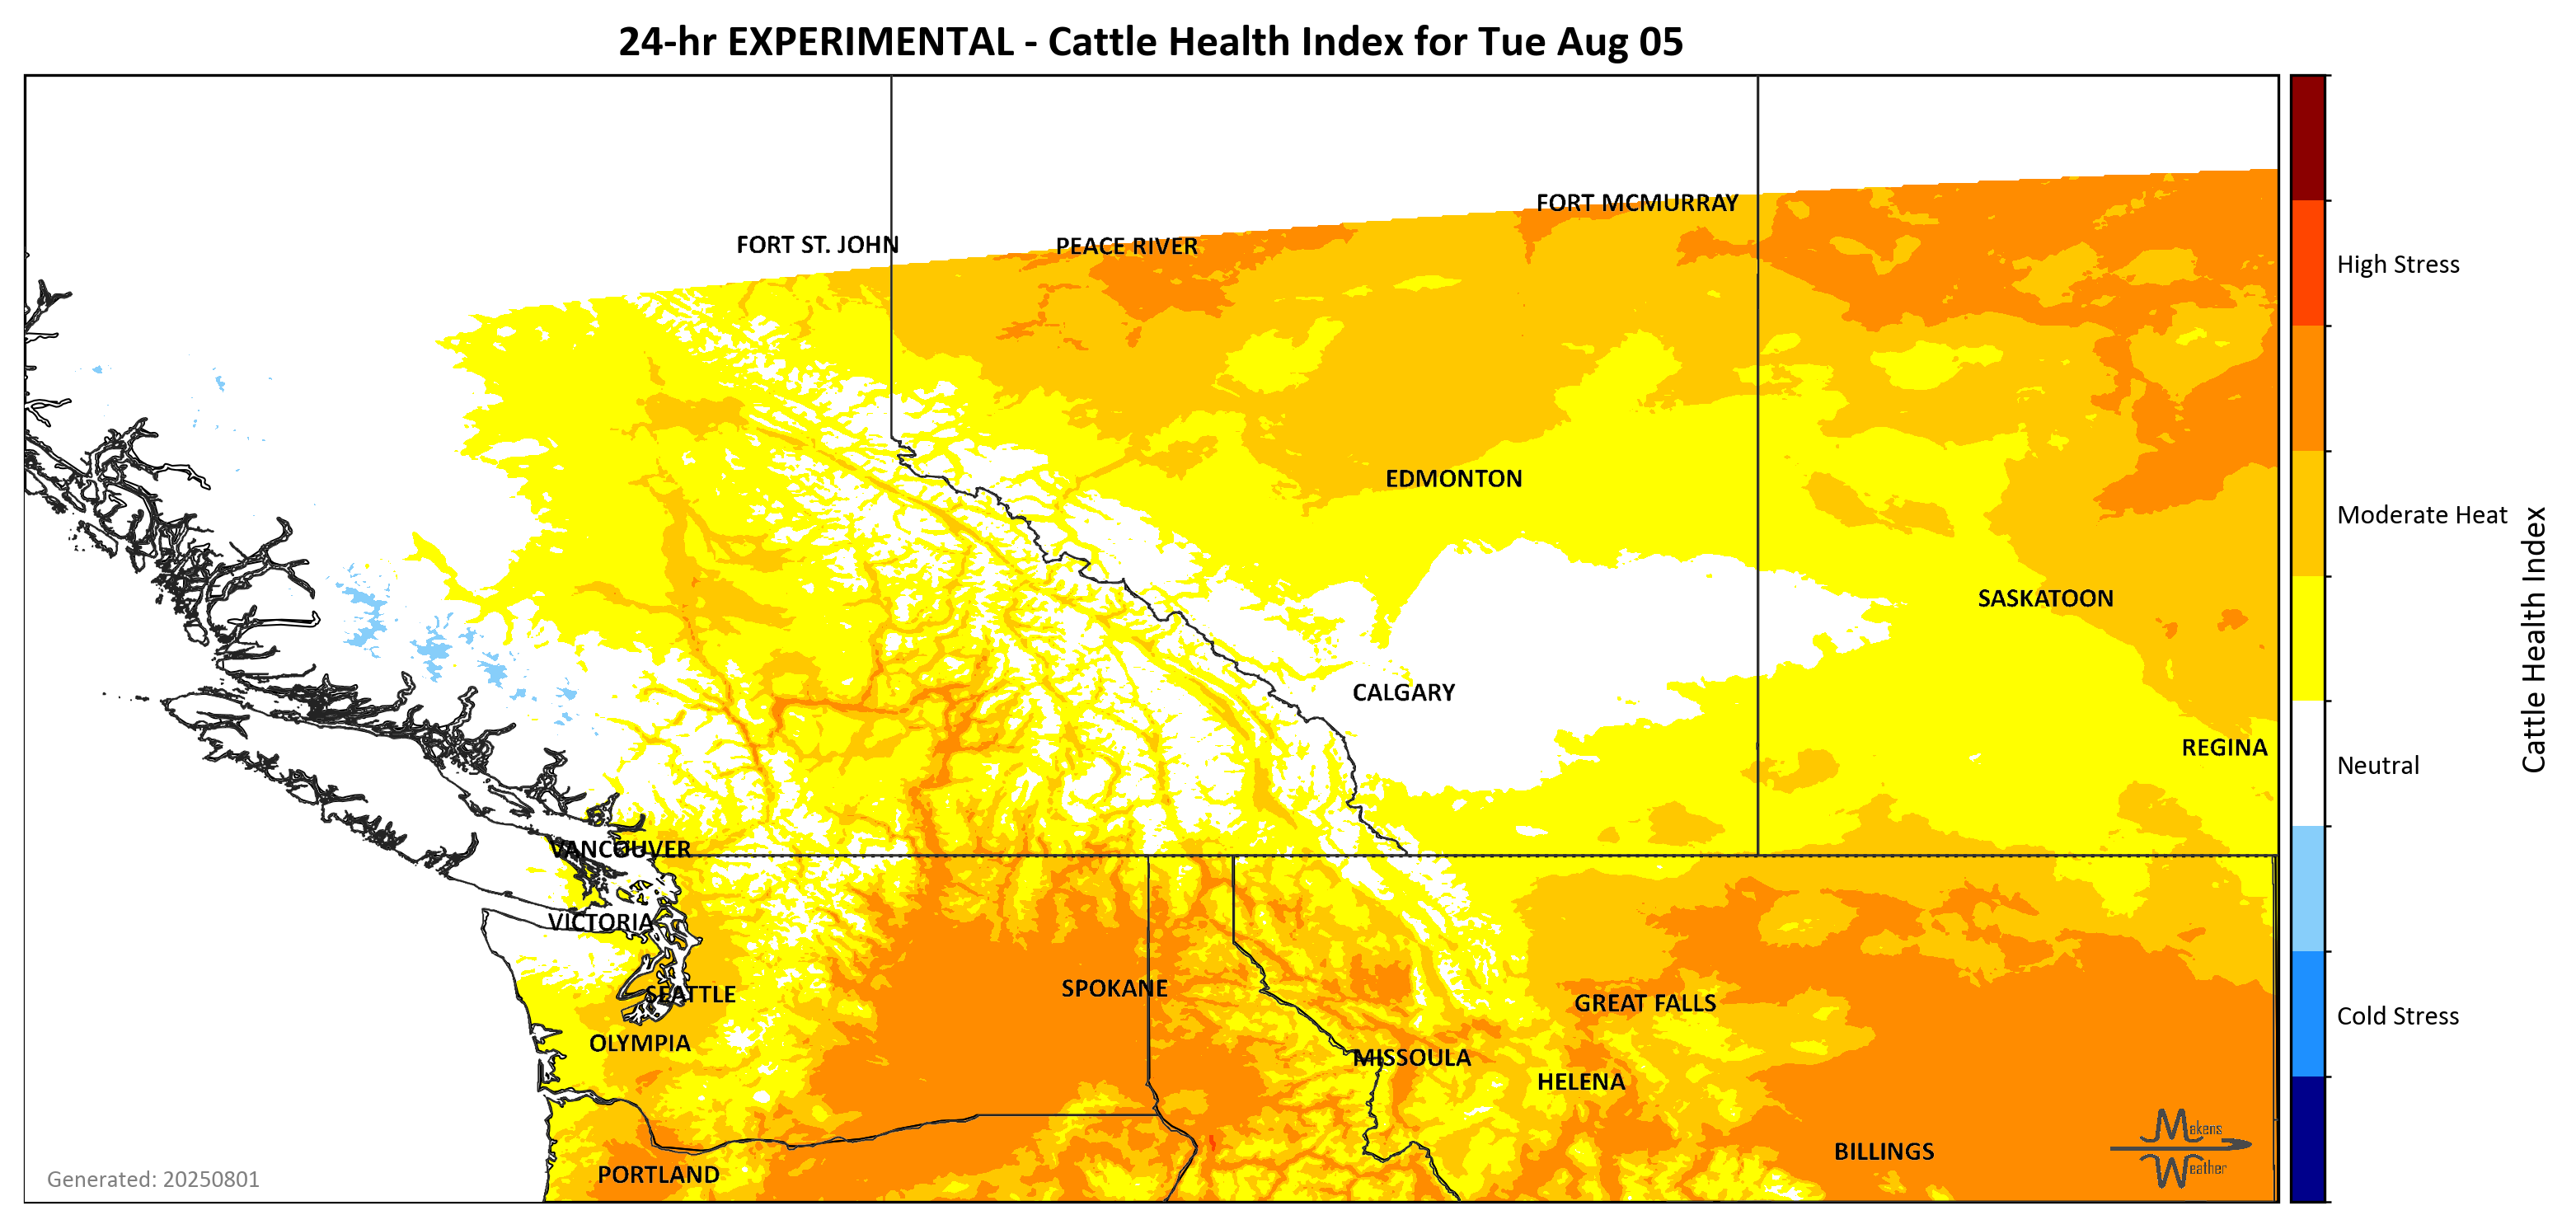 24-hr EXPERIMENTAL - Cattle Health Index for Tue Aug 05
FORT MCMURRAY
FORT ST. JOHN
PEACE RIVER
High Stress
EDMONTON
Moderate Heat
SASKATOON
CALGARY
Cattle Health Index
REGINA
Neutral
VANCOUVER
VICTORIA
SPOKANE
SEATTLE
GREAT FALLS
Cold Stress
OLYMPIA
MISSOULA
HELENA
Makens
Weather
BILLINGS
PORTLAND
Generated: 20250801